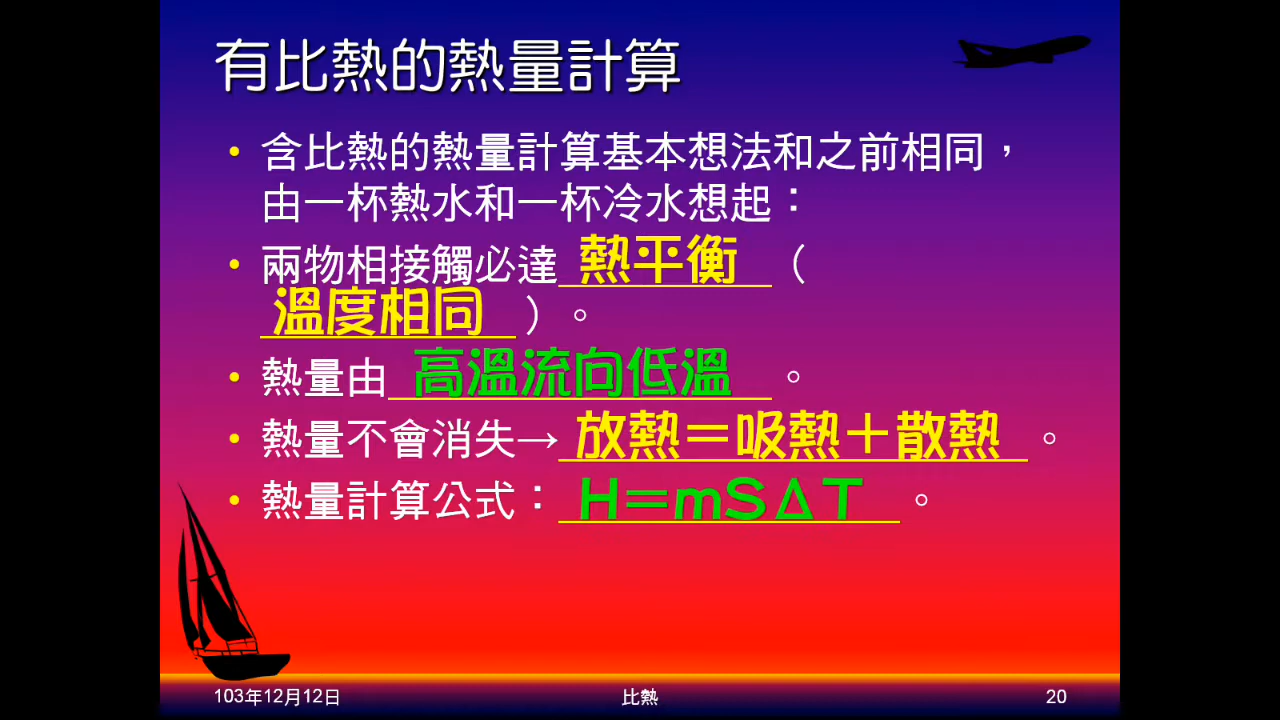 有比熱的熱量計算
• 含比熱的熱量計算基本想法和之前相同，
由一杯熱水和一杯冷水想起：
• 兩物相接觸必達 熱平衡 （
溫度相同 ）。
• 熱量由 高溫流向低溫 。
• 熱量不會消失→ 放熱＝吸熱＋散熱 。
• 熱量計算公式： H＝mSΔT 。
103年12月12日 比熱 20